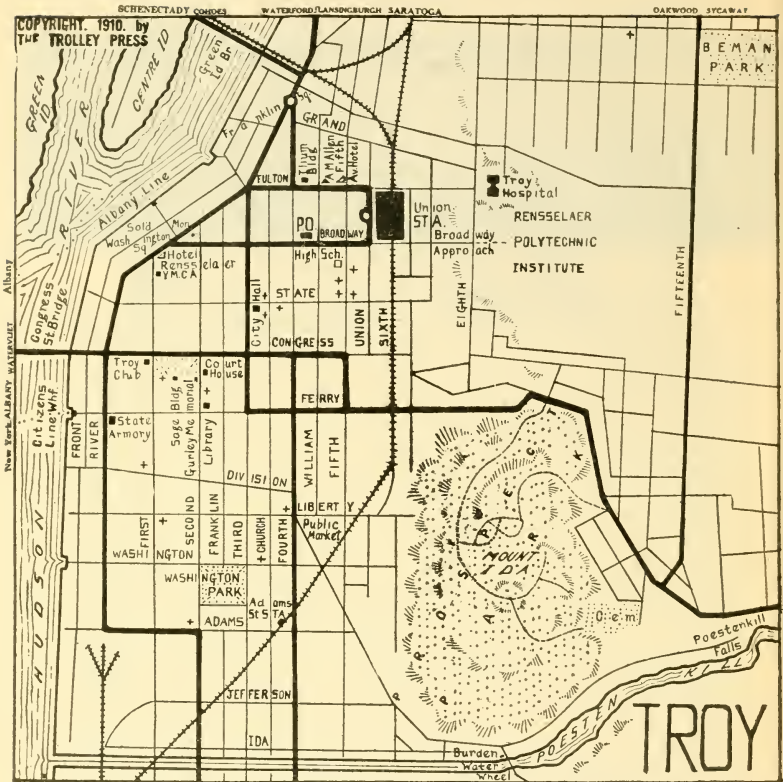 SCHENECTADY COHOES WATERFORD/LANSINGBURGH SARATOGA OAKWOOD SYCAWAY
COPYRIGHT. 1910. by
THE TROLLEY PRESS
GREEN ID.
CENTRE ID
Green
Id Br
RIVER
Franklin Sq.
GRAND
BEMAN
PARK
Ilium
Bldg
A M Allen
Fifth
Av. Hotel
FULTON
Albany Line
Sold Mon.
Washington
Sq
PO
BROADWAY
Union
STA.
Troy
Hospital
RENSSELAER
POLYTECHNIC
INSTITUTE
Broadway
Approach
Hotel
Rensselaer
Y.M.C.A
High Sch.
City Hall
STATE
UNION
SIXTH
EIGHTH
FIFTEENTH
Albany
WATERVLIET
New York. ALBANY
Congress
St. Bridge
CONGRESS
Troy
Club
Court
House
FERRY
Citizens
Line Whf.
FRONT
RIVER
State
Armory
Sage Bldg
Gurley Memorial
Library
DIVISION
WILLIAM
FIFTH
LIBERTY
Public
Market
FIRST
SECOND
FRANKLIN
THIRD
CHURCH
FOURTH
WASHINGTON
WASHINGTON
PARK
Adams
St STA.
ADAMS
PROSPECT
PARK
MOUNT
IDA
Cem
HUDSON
JEFFERSON
IDA
Poestenkill
Falls
POESTEN KILL
Burden
Water
Wheel
TROY